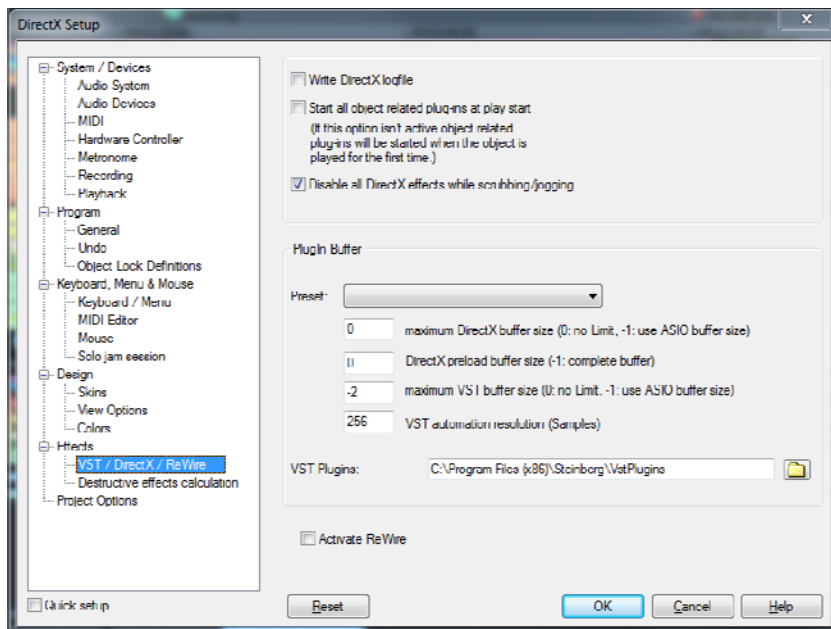 DirectX Setup
x
System / Devices
Audio System
Audio Devices
MIDI
Hardware Controller
Metronome
Recording
Playback
Program
General
Undo
Object Lock Definitions
Keyboard, Menu & Mouse
Keyboard / Menu
MIDI Editor
Mouse
Solo jam session
Design
Skins
View Options
Colors
Effects
VST / DirectX / ReWire
Destructive effects calculation
Project Options
Quick setup
Write DirectX logfile
Start all object related plug-ins at play start
(If this option isn't active object related
plug-ins will be started when the object is
played for the first time.)
Disable all DirectX effects while scrubbing/jogging
PlugIn Buffer
Preset:
0 maximum DirectX buffer size (0: no Limit, -1: use ASIO buffer size)
0 DirectX preload buffer size (-1: complete buffer)
-2 maximum VST buffer size (0: no Limit, -1: use ASIO buffer size)
256 VST automation resolution (Samples)
VST Plugins: C:\Program Files (x86)\Steinberg\VstPlugins
Activate ReWire
Reset OK Cancel Help